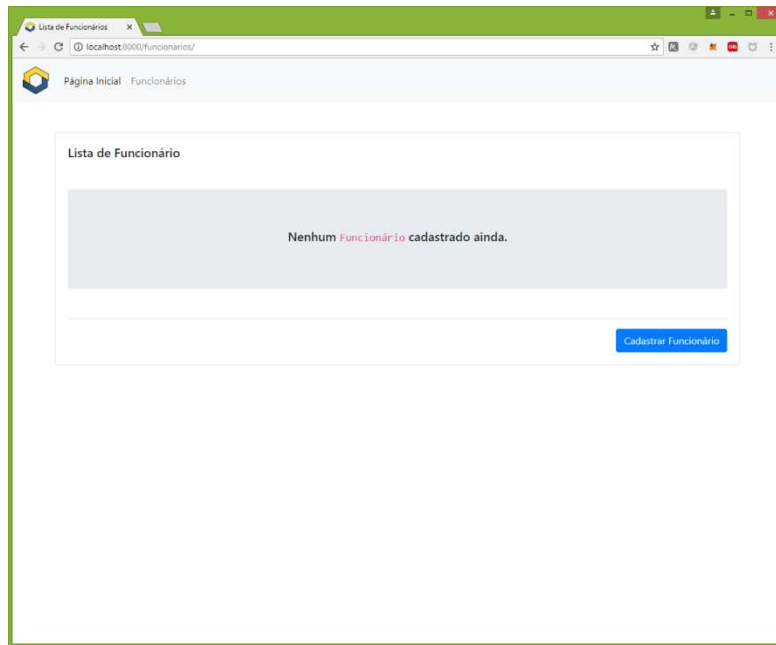 Lista de Funcionários
localhost:8000/funcionarios/
Página Inicial Funcionários
Lista de Funcionário
Nenhum Funcionário cadastrado ainda.
Cadastrar Funcionário